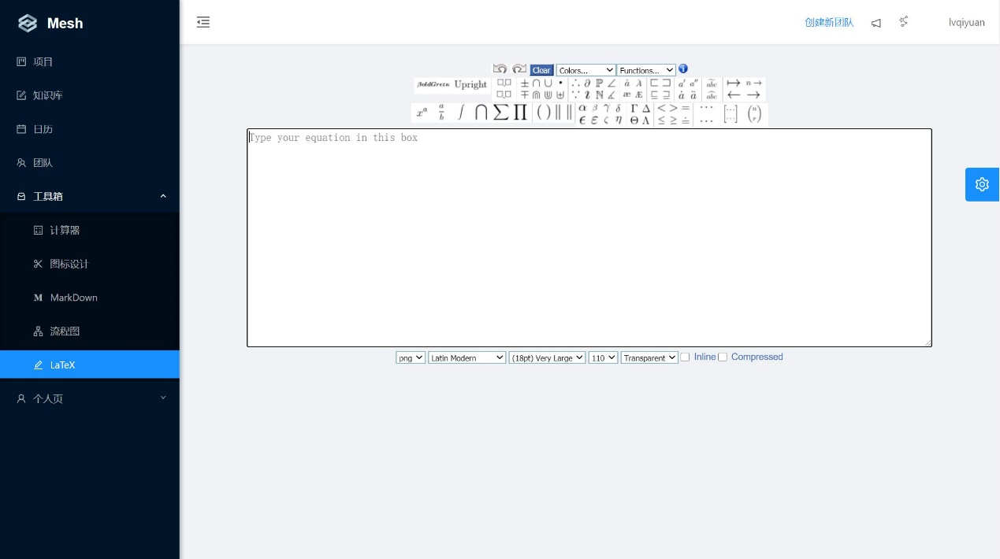 Mesh
创建新团队
lvqiyuan
项目
知识库
日历
团队
工具箱
计算器
图标设计
MarkDown
流程图
LaTeX
个人页
Clear
Colors...
Functions...
BoldGreek
Upright
Type your equation in this box
png
Latin Modern
(18pt) Very Large
110
Transparent
Inline
Compressed